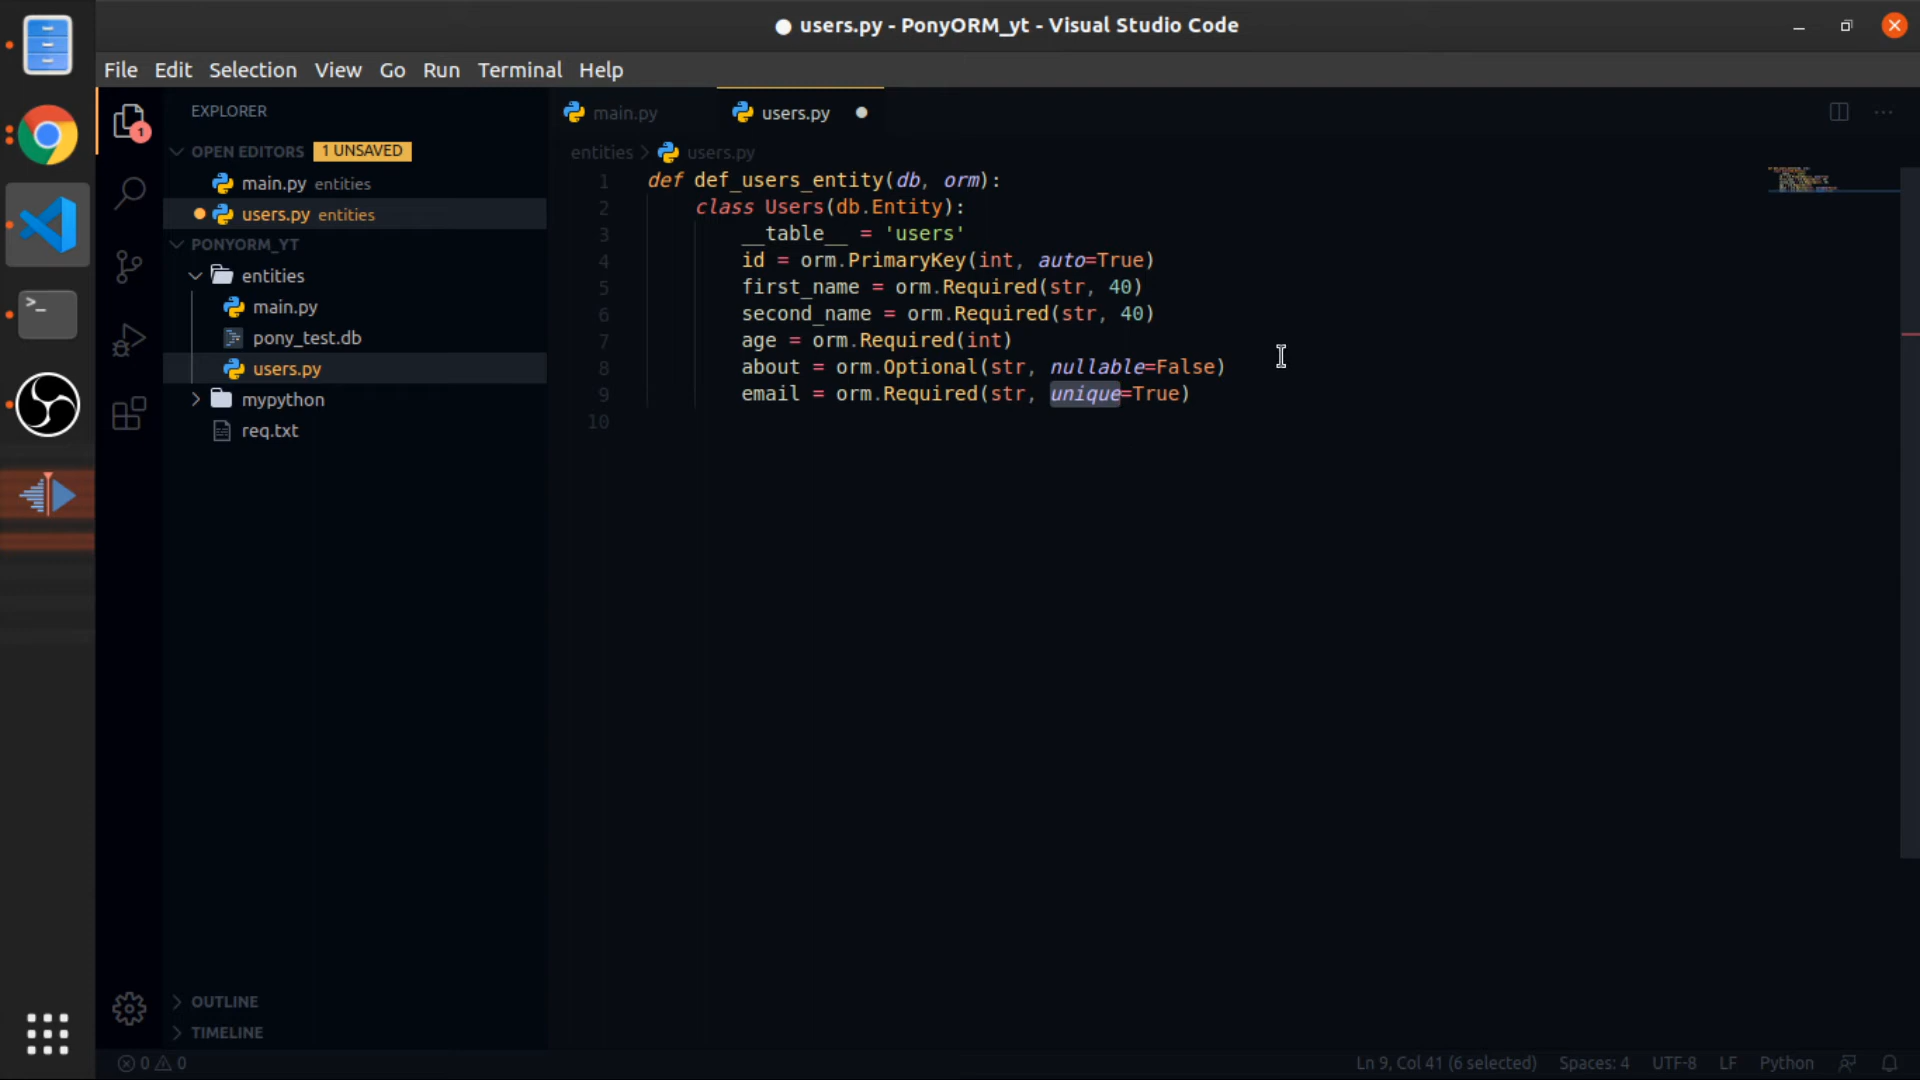 users.py - PonyORM_yt - Visual Studio Code
File Edit Selection View Go Run Terminal Help
EXPLORER
OPEN EDITORS 1 UNSAVED
main.py entities
users.py entities
PONYORM_YT
entities
main.py
pony_test.db
users.py
mypython
req.txt
OUTLINE
TIMELINE
1
main.py users.py
entities > users.py
1 def def_users_entity(db, orm):
2 class Users(db.Entity):
3 __table__ = 'users'
4 id = orm.PrimaryKey(int, auto=True)
5 first_name = orm.Required(str, 40)
6 second_name = orm.Required(str, 40)
7 age = orm.Required(int)
8 about = orm.Optional(str, nullable=False)
9 email = orm.Required(str, unique=True)
10
0 0 Ln 9, Col 41 (6 selected) Spaces: 4 UTF-8 LF Python